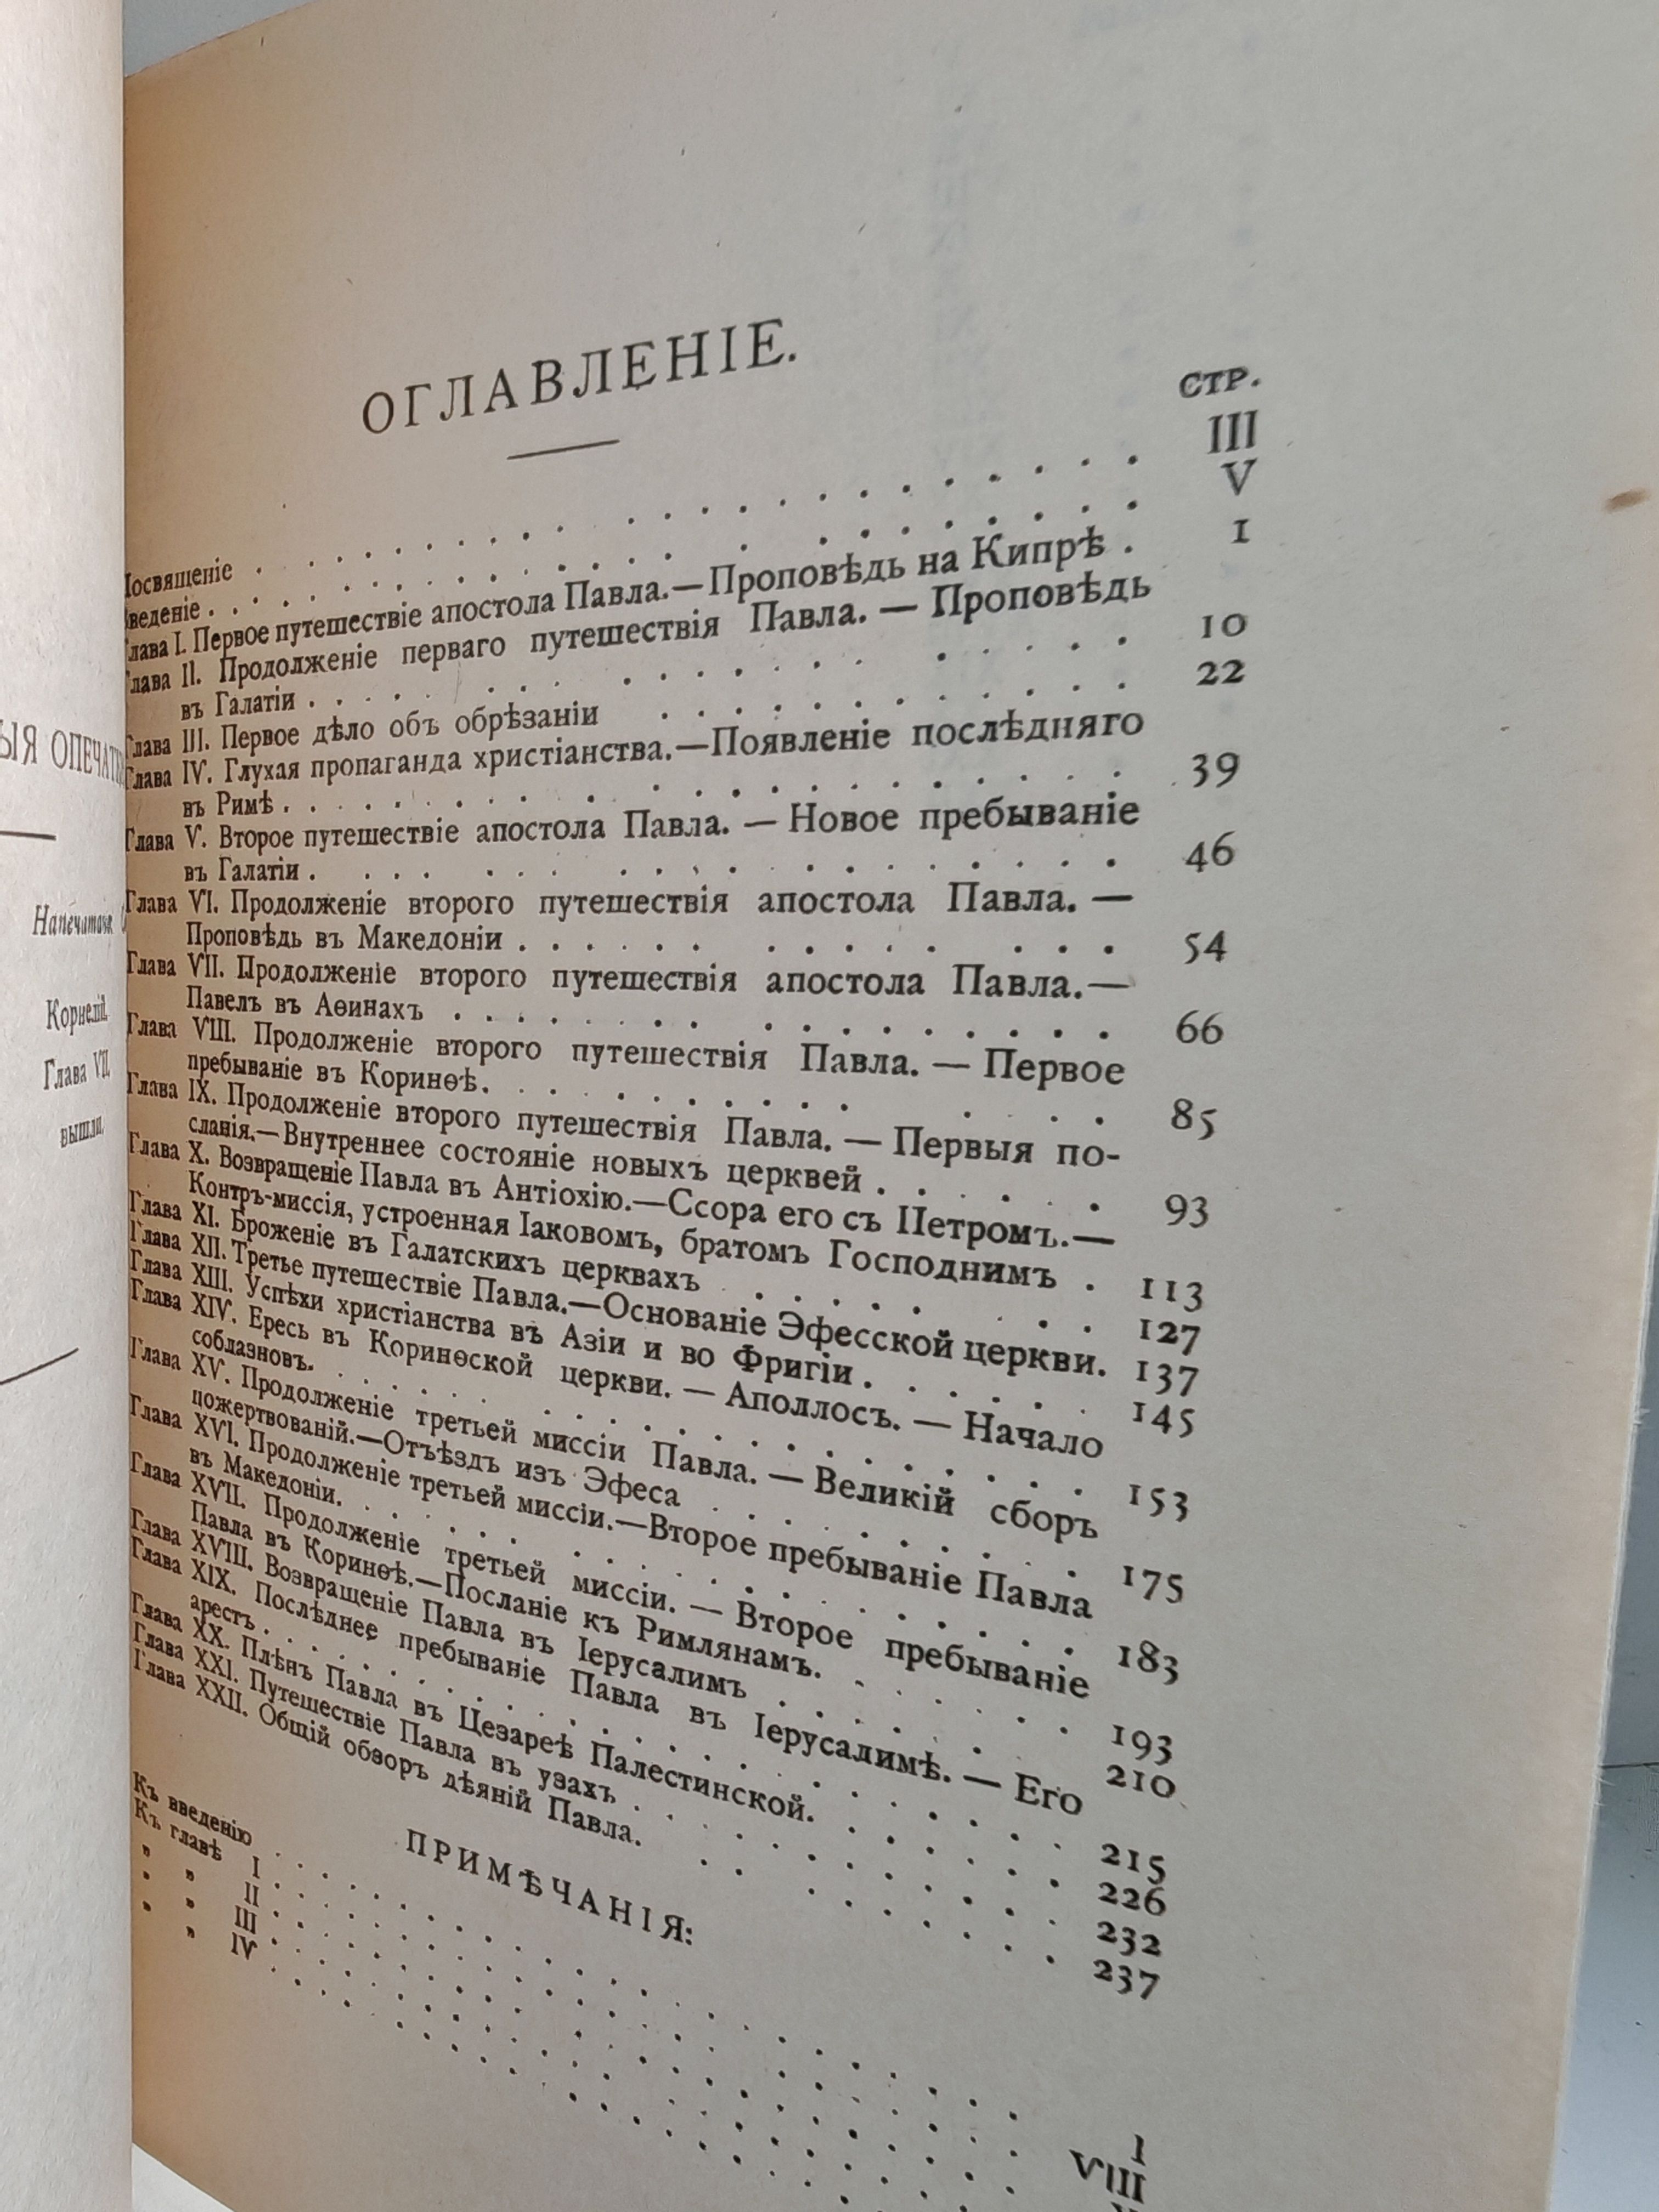 ОГЛАВЛЕНІЕ.
СТР.
Посвященіе . . . . . . . . . . . . . . . . . . . III
Введеніе . . . . . . . . . . . . . . . . . . . V
Глава I. Первое путешествіе апостола Павла.—Проповѣдь на Кипрѣ . 1
Глава II. Продолженіе перваго путешествія Павла. — Проповѣдь
въ Галатіи . . . . . . . . . . . . . . . . 10
Глава III. Первое дѣло объ обрѣзаніи . . . . . . . . . . 22
Глава IV. Глухая пропаганда христіанства.—Появленіе послѣдняго
въ Римѣ . . . . . . . . . . . . . . . . 39
Глава V. Второе путешествіе апостола Павла. — Новое пребываніе
въ Галатіи . . . . . . . . . . . . . . . . 46
Глава VI. Продолженіе второго путешествія апостола Павла. —
Проповѣдь въ Македоніи . . . . . . . . . . . . . 54
Глава VII. Продолженіе второго путешествія апостола Павла.—
Павелъ въ Аѳинахъ . . . . . . . . . . . . . . 66
Глава VIII. Продолженіе второго путешествія Павла. — Первое
пребываніе въ Коринѳѣ. . . . . . . . . . . . . 85
Глава IX. Продолженіе второго путешествія Павла. — Первыя по-
сланія.—Внутреннее состояніе новыхъ церквей . . . . . . 93
Глава X. Возвращеніе Павла въ Антіохію.—Ссора его съ Петромъ.—
Контръ-миссія, устроенная Іаковомъ, братомъ Господнимъ . 113
Глава XI. Броженіе въ Галатскихъ церквахъ . . . . . . . . 127
Глава XII. Третье путешествіе Павла.—Основаніе Эфесской церкви. 137
Глава XIII. Успѣхи христіанства въ Азіи и во Фригіи . . . . . 145
Глава XIV. Ересь въ Коринѳской церкви. — Аполлосъ. — Начало
соблазновъ. . . . . . . . . . . . . . . . 153
Глава XV. Продолженіе третьей миссіи Павла. — Великій сборъ
пожертвованій.—Отъѣздъ изъ Эфеса . . . . . . . . . 175
Глава XVI. Продолженіе третьей миссіи.—Второе пребываніе Павла
въ Македоніи. . . . . . . . . . . . . . . . 183
Глава XVII. Продолженіе третьей миссіи. — Второе пребываніе
Павла въ Коринѳѣ.—Посланіе къ Римлянамъ. . . . . . 193
Глава XVIII. Возвращеніе Павла въ Іерусалимъ . . . . . . . 210
Глава XIX. Послѣднее пребываніе Павла въ Іерусалимѣ. — Его
арестъ . . . . . . . . . . . . . . . . . 215
Глава XX. Плѣнъ Павла въ Цезареѣ Палестинской. . . . . . . 226
Глава XXI. Путешествіе Павла въ узахъ . . . . . . . . . 232
Глава XXII. Общій обзоръ дѣяній Павла. . . . . . . . . 237
ПРИМѢЧАНІЯ:
Къ введенію . . . . . . . . . . . . . . . . I
Къ главѣ I . . . . . . . . . . . . . . . . VIII
„ „ II . . . . . . . . . . . . . . . .
„ „ III . . . . . . . . . . . . . . . .
„ „ IV . . . . . . . . . . . . . . . .
Корнелій
Глава VII,
вышла,